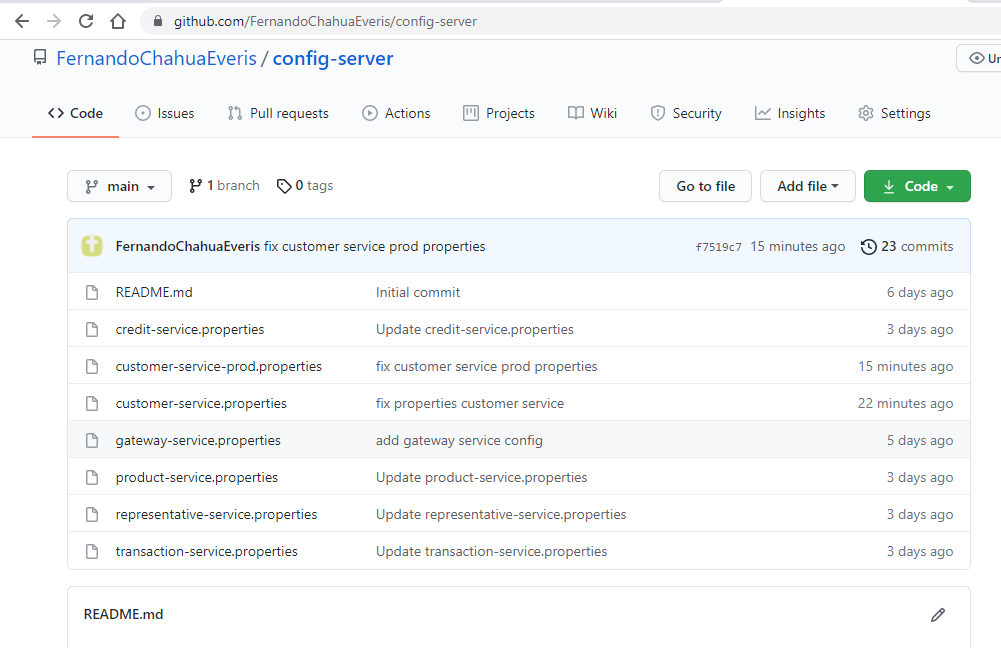 github.com/FernandoChahuaEveris/config-server
FernandoChahuaEveris / config-server
Code Issues Pull requests Actions Projects Wiki Security Insights Settings
main 1 branch 0 tags Go to file Add file Code
FernandoChahuaEveris fix customer service prod properties f7519c7 15 minutes ago 23 commits
README.md Initial commit 6 days ago
credit-service.properties Update credit-service.properties 3 days ago
customer-service-prod.properties fix customer service prod properties 15 minutes ago
customer-service.properties fix properties customer service 22 minutes ago
gateway-service.properties add gateway service config 5 days ago
product-service.properties Update product-service.properties 3 days ago
representative-service.properties Update representative-service.properties 3 days ago
transaction-service.properties Update transaction-service.properties 3 days ago
README.md